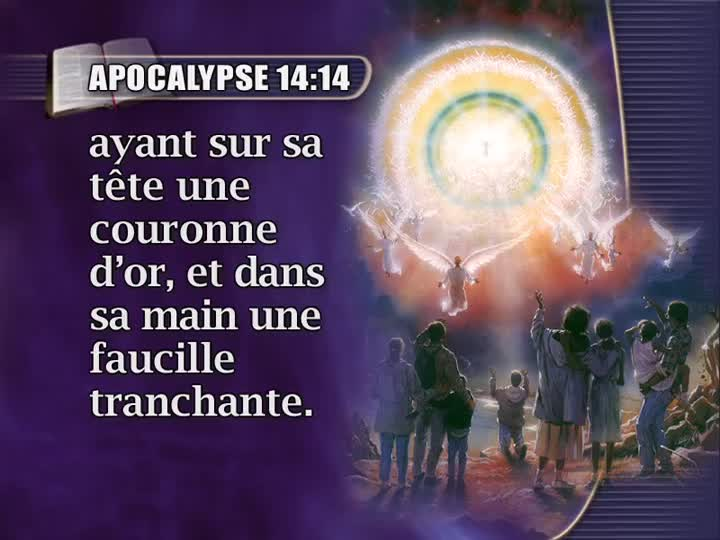 APOCALYPSE 14:14
ayant sur sa
tête une
couronne
d’or, et dans
sa main une
faucille
tranchante.